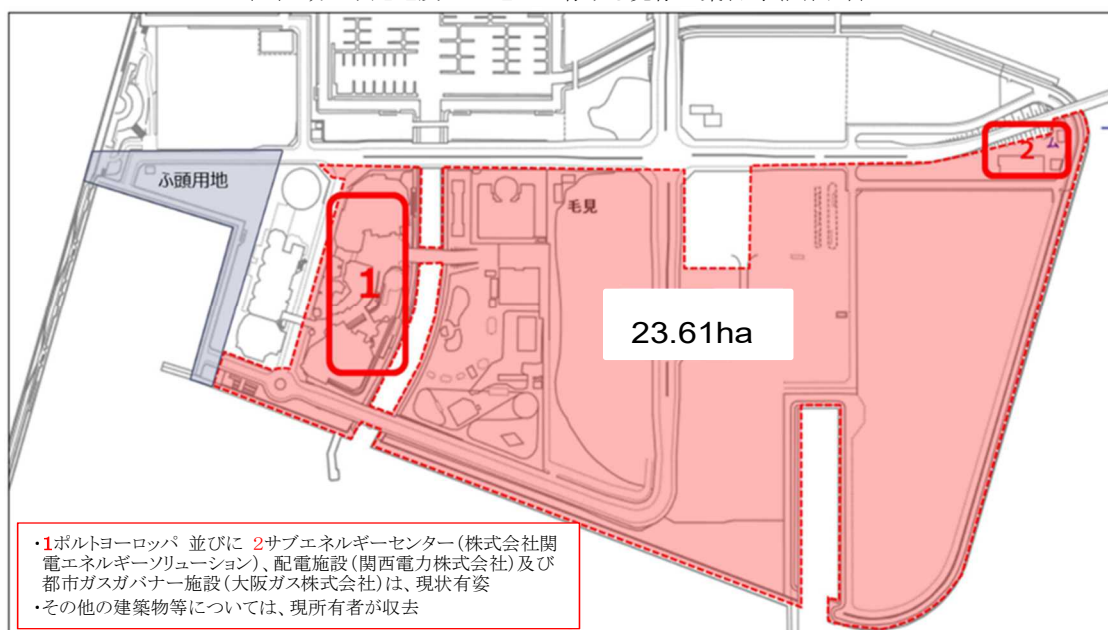 ふ頭用地
毛見
1
2
23.61ha
・1ポルトヨーロッパ 並びに 2サブエネルギーセンター(株式会社関
電エネルギーソリューション)、配電施設(関西電力株式会社)及び
都市ガスガバナー施設(大阪ガス株式会社)は、現状有姿
・その他の建築物等については、現所有者が収去